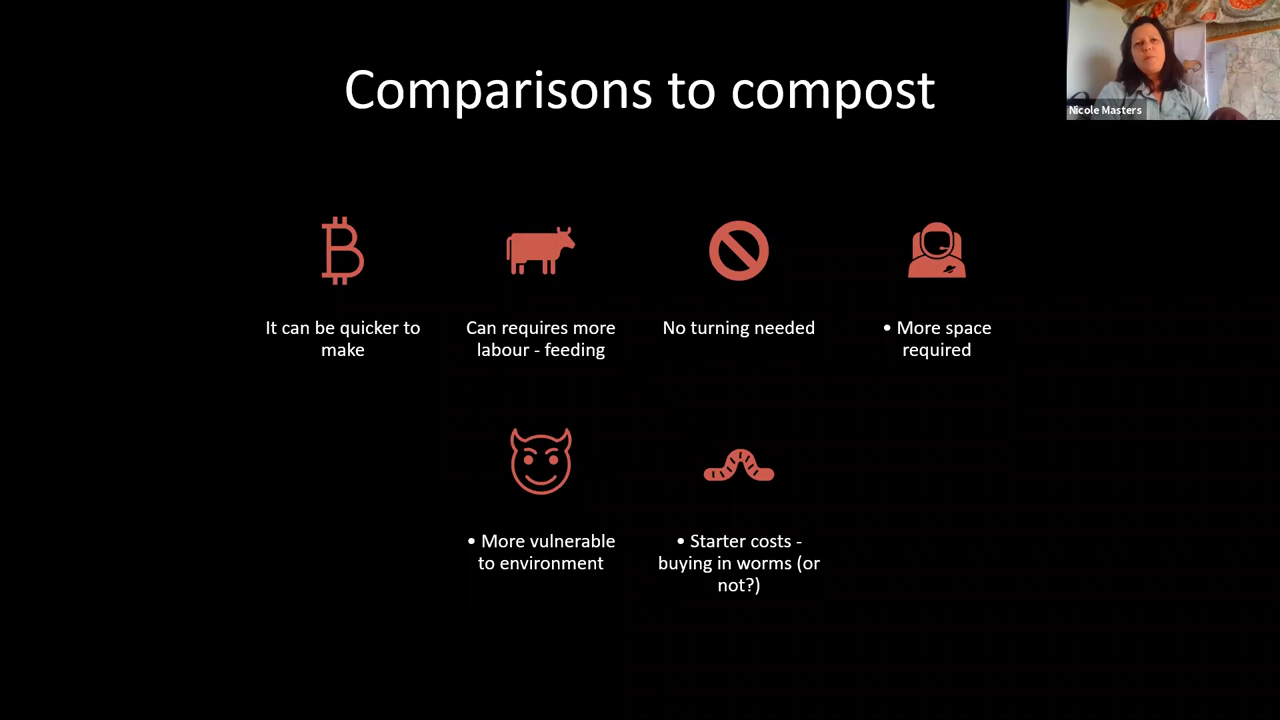 Comparisons to compost
Nicole Masters
It can be quicker to
make
Can requires more
labour - feeding
No turning needed
• More space
required
• More vulnerable
to environment
• Starter costs -
buying in worms (or
not?)